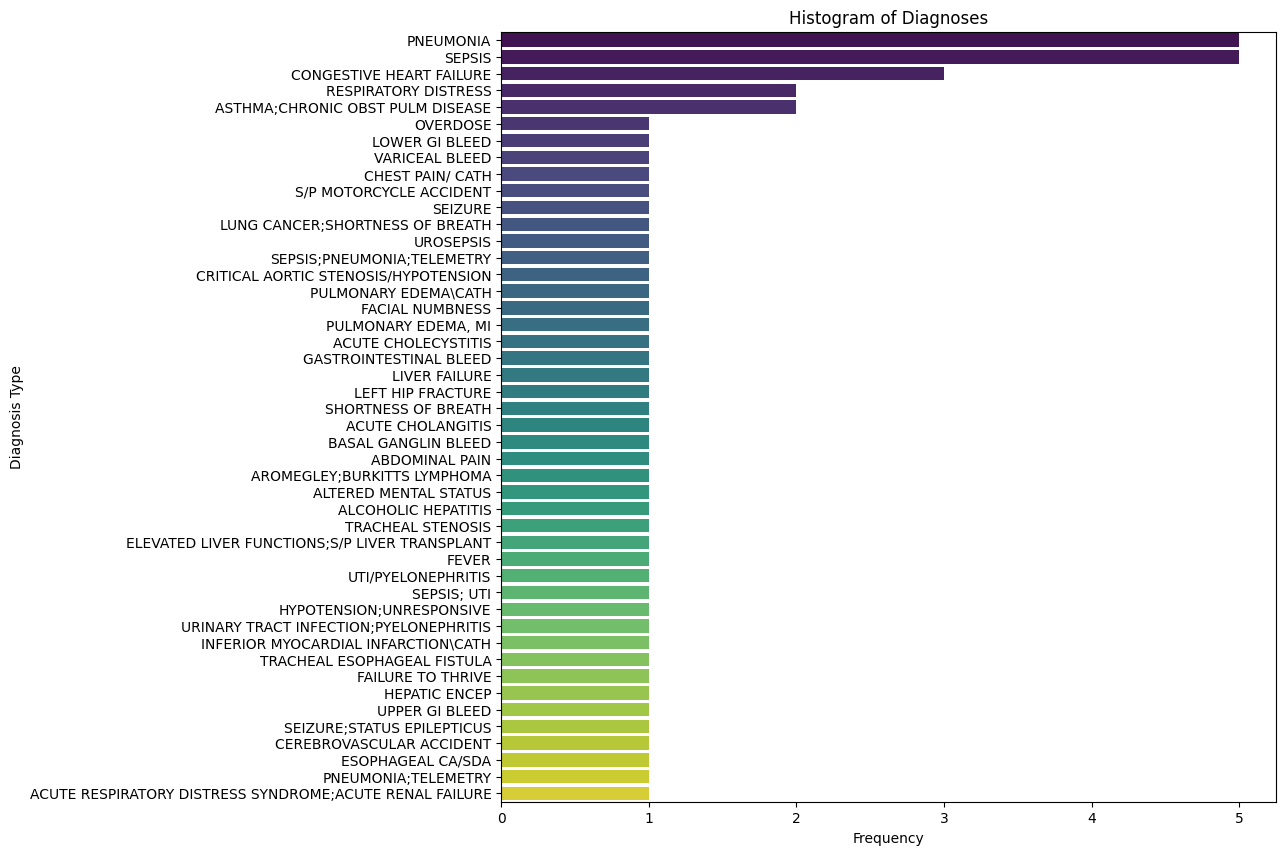 Histogram of Diagnoses
PNEUMONIA
SEPSIS
CONGESTIVE HEART FAILURE
RESPIRATORY DISTRESS
ASTHMA;CHRONIC OBST PULM DISEASE
OVERDOSE
LOWER GI BLEED
VARICEAL BLEED
CHEST PAIN/ CATH
S/P MOTORCYCLE ACCIDENT
SEIZURE
LUNG CANCER;SHORTNESS OF BREATH
UROSEPSIS
SEPSIS;PNEUMONIA;TELEMETRY
CRITICAL AORTIC STENOSIS/HYPOTENSION
PULMONARY EDEMA\CATH
FACIAL NUMBNESS
PULMONARY EDEMA, MI
ACUTE CHOLECYSTITIS
GASTROINTESTINAL BLEED
LIVER FAILURE
LEFT HIP FRACTURE
SHORTNESS OF BREATH
ACUTE CHOLANGITIS
BASAL GANGLIN BLEED
ABDOMINAL PAIN
AROMEGLEY;BURKITTS LYMPHOMA
ALTERED MENTAL STATUS
ALCOHOLIC HEPATITIS
TRACHEAL STENOSIS
ELEVATED LIVER FUNCTIONS;S/P LIVER TRANSPLANT
FEVER
UTI/PYELONEPHRITIS
SEPSIS; UTI
HYPOTENSION;UNRESPONSIVE
URINARY TRACT INFECTION;PYELONEPHRITIS
INFERIOR MYOCARDIAL INFARCTION\CATH
TRACHEAL ESOPHAGEAL FISTULA
FAILURE TO THRIVE
HEPATIC ENCEP
UPPER GI BLEED
SEIZURE;STATUS EPILEPTICUS
CEREBROVASCULAR ACCIDENT
ESOPHAGEAL CA/SDA
PNEUMONIA;TELEMETRY
ACUTE RESPIRATORY DISTRESS SYNDROME;ACUTE RENAL FAILURE
Diagnosis Type
0 1 2 3 4 5
Frequency